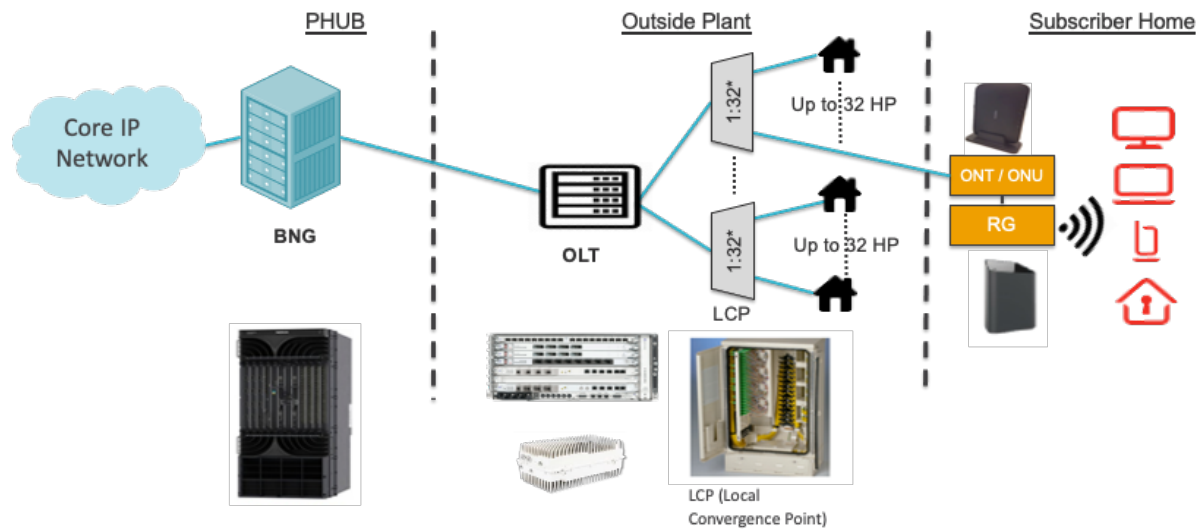 PHUB
Outside Plant
Subscriber Home
Core IP
Network
BNG
OLT
1:32*
Up to 32 HP
1:32*
Up to 32 HP
LCP
ONT / ONU
RG
LCP (Local
Convergence Point)